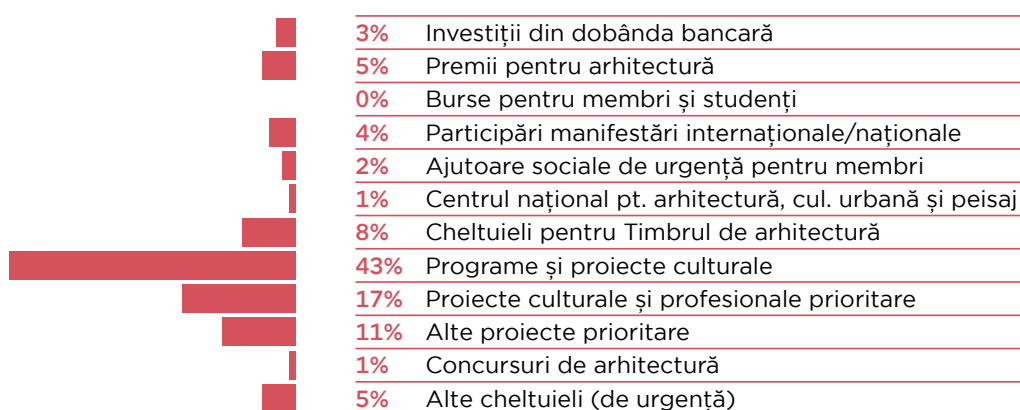 3% Investiții din dobânda bancară
5% Premii pentru arhitectură
0% Burse pentru membri și studenți
4% Participări manifestări internaționale/naționale
2% Ajutoare sociale de urgență pentru membri
1% Centrul național pt. arhitectură, cul. urbană și peisaj
8% Cheltuieli pentru Timbrul de arhitectură
43% Programe și proiecte culturale
17% Proiecte culturale și profesionale prioritare
11% Alte proiecte prioritare
1% Concursuri de arhitectură
5% Alte cheltuieli (de urgență)